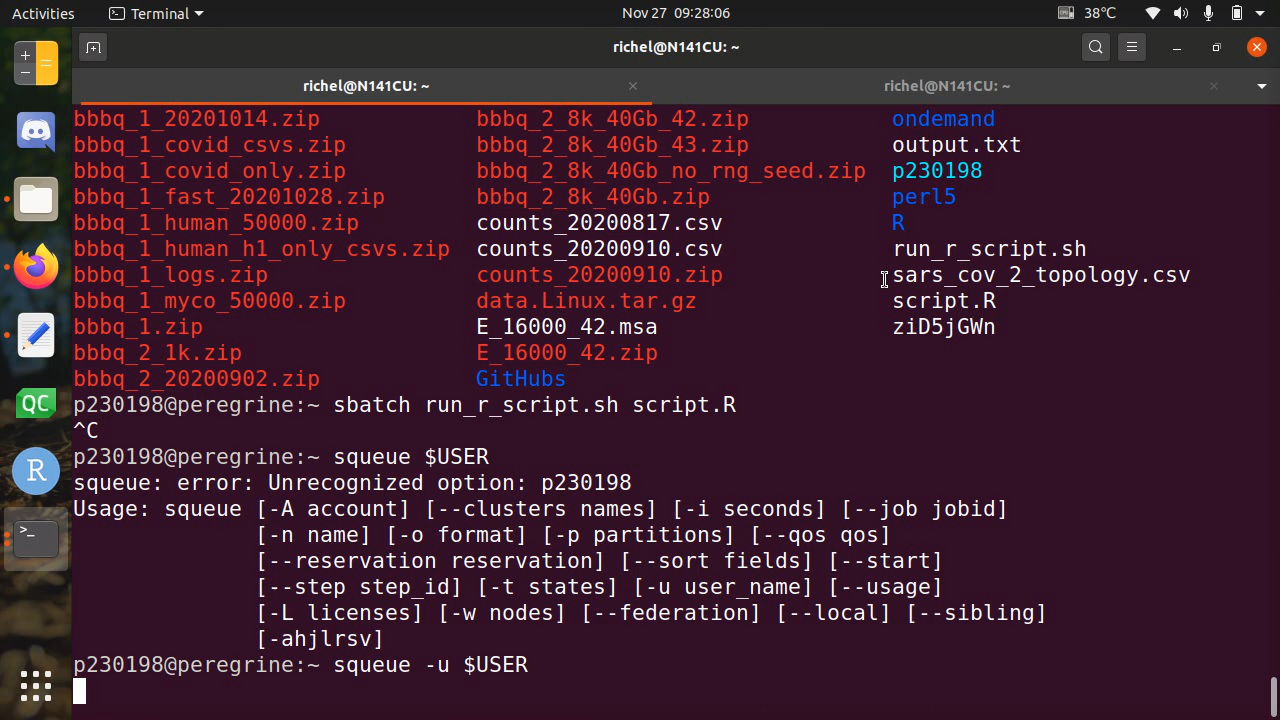 Activities Terminal Nov 27 09:28:06 38°C
richel@N141CU: ~
richel@N141CU: ~ richel@N141CU: ~
bbbq_1_20201014.zip bbbq_2_8k_40Gb_42.zip ondemand
bbbq_1_covid_csvs.zip bbbq_2_8k_40Gb_43.zip output.txt
bbbq_1_covid_only.zip bbbq_2_8k_40Gb_no_rng_seed.zip p230198
bbbq_1_fast_20201028.zip bbbq_2_8k_40Gb.zip perl5
bbbq_1_human_50000.zip counts_20200817.csv R
bbbq_1_human_h1_only_csvs.zip counts_20200910.csv run_r_script.sh
bbbq_1_logs.zip counts_20200910.zip sars_cov_2_topology.csv
bbbq_1_myco_50000.zip data.Linux.tar.gz script.R
bbbq_1.zip E_16000_42.msa ziD5jGWn
bbbq_2_1k.zip E_16000_42.zip
bbbq_2_20200902.zip GitHubs
p230198@peregrine:~ sbatch run_r_script.sh script.R
^C
p230198@peregrine:~ squeue $USER
squeue: error: Unrecognized option: p230198
Usage: squeue [-A account] [--clusters names] [-i seconds] [--job jobid]
[-n name] [-o format] [-p partitions] [--qos qos]
[--reservation reservation] [--sort fields] [--start]
[--step step_id] [-t states] [-u user_name] [--usage]
[-L licenses] [-w nodes] [--federation] [--local] [--sibling]
[-ahjlrsv]
p230198@peregrine:~ squeue -u $USER
QC
R
>_